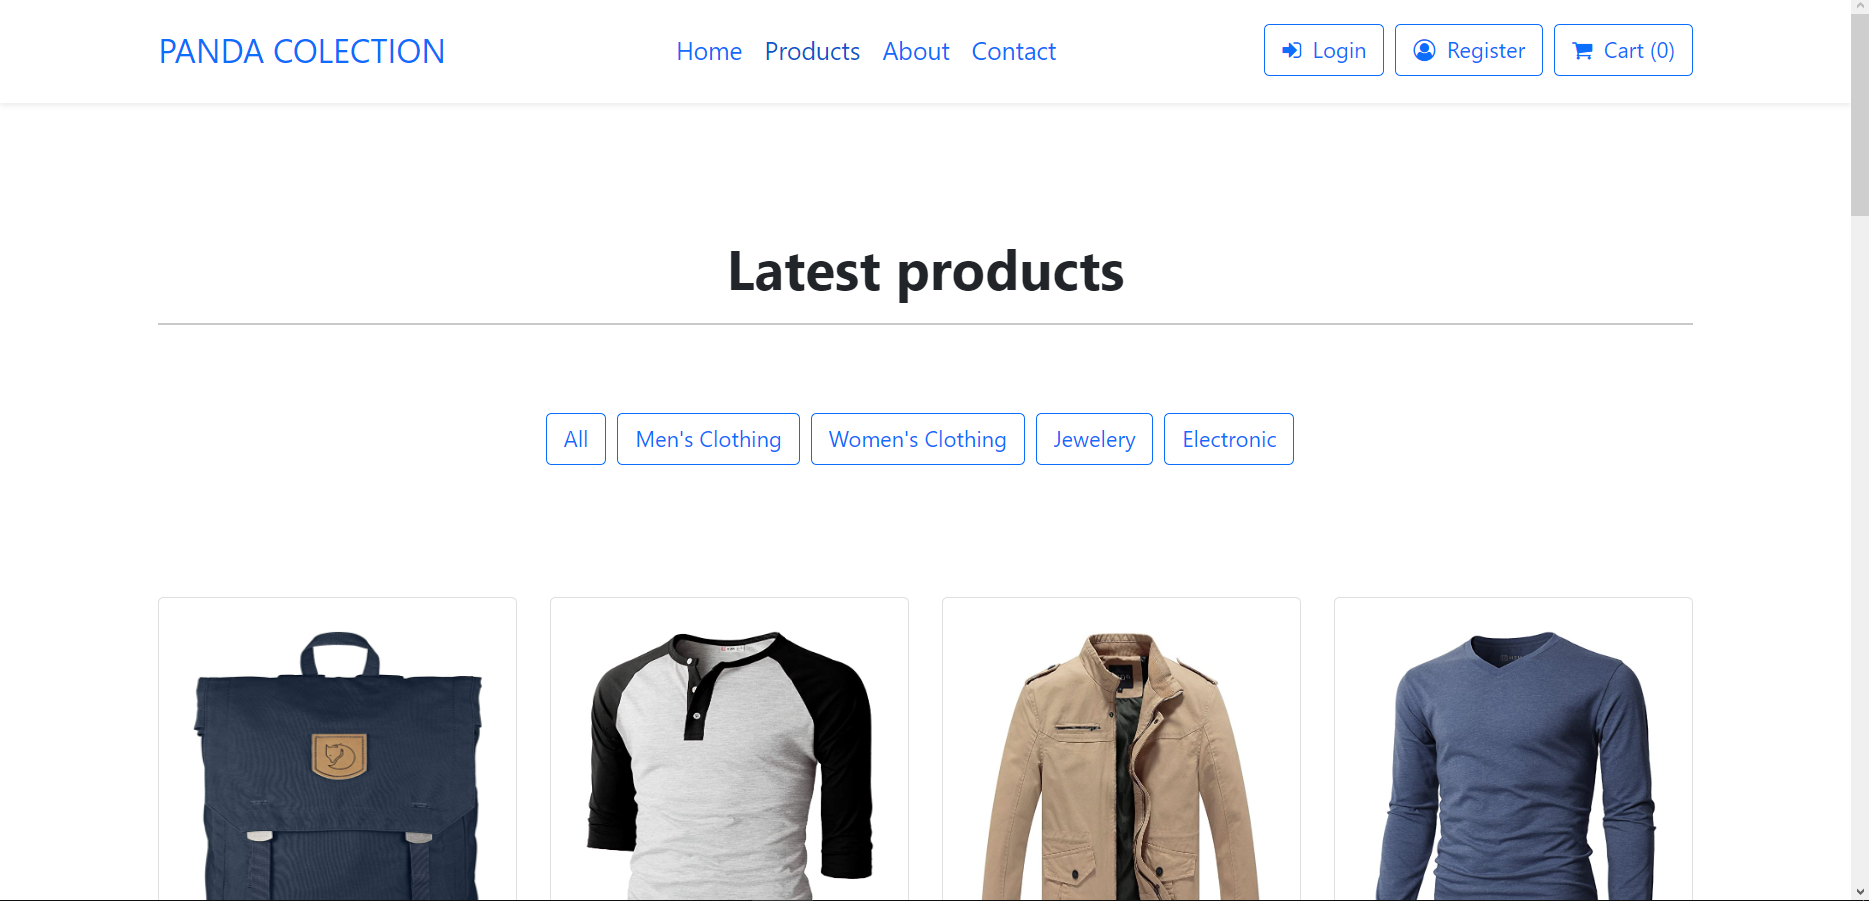 PANDA COLECTION
Home Products About Contact
Login Register Cart (0)
Latest products
All Men's Clothing Women's Clothing Jewelery Electronic